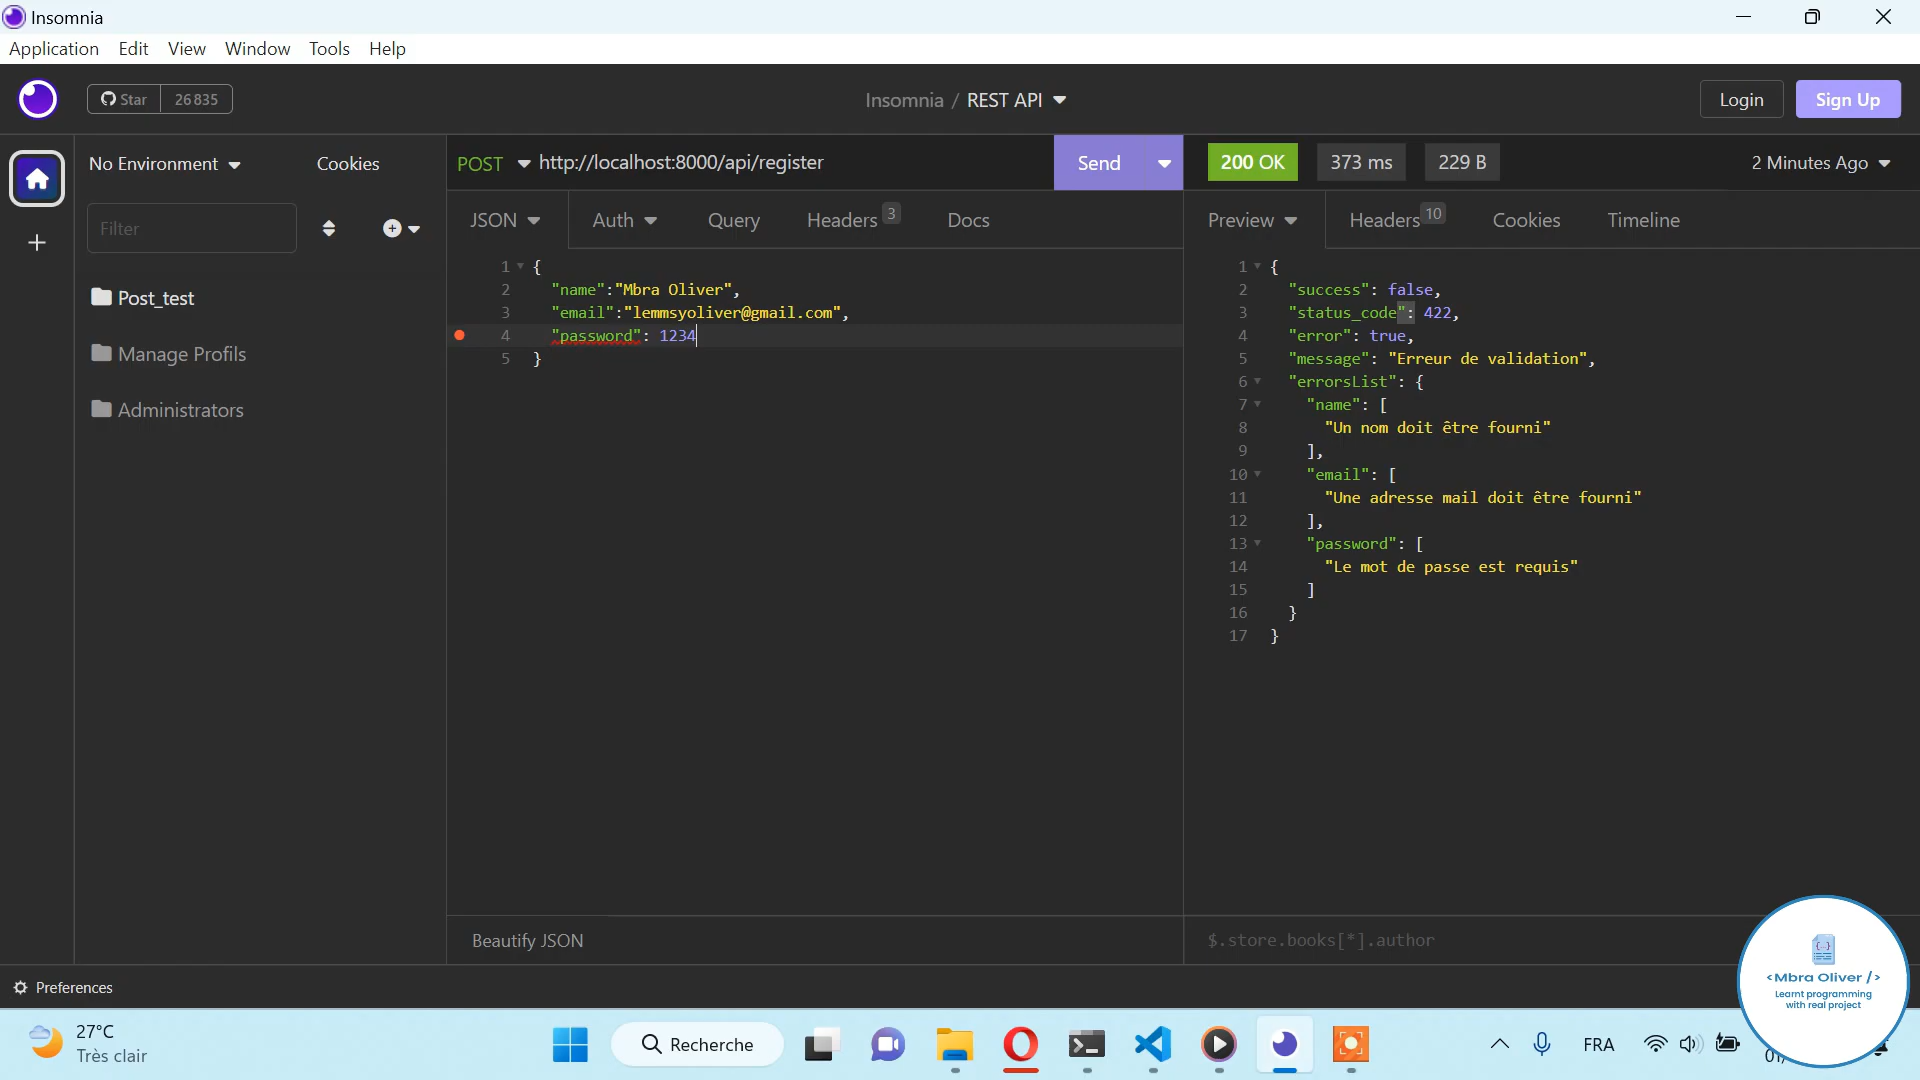 Insomnia
Application Edit View Window Tools Help
Star 26835
Insomnia / REST API
Login Sign Up
No Environment Cookies
POST http://localhost:8000/api/register Send
200 OK 373 ms 229 B 2 Minutes Ago
Filter
JSON Auth Query Headers 3 Docs
Preview Headers 10 Cookies Timeline
Post_test
Manage Profils
Administrators
1 {
2 "name":"Mbra Oliver",
3 "email":"lemmsyoliver@gmail.com",
4 "password": 1234
5 }
1 {
2 "success": false,
3 "status_code": 422,
4 "error": true,
5 "message": "Erreur de validation",
6 "errorsList": {
7 "name": [
8 "Un nom doit être fourni"
9 ],
10 "email": [
11 "Une adresse mail doit être fourni"
12 ],
13 "password": [
14 "Le mot de passe est requis"
15 ]
16 }
17 }
Beautify JSON
$.store.books[*].author
Preferences
{...}
<Mbra Oliver />
Learnt programming
with real project
27°C
Très clair
Recherche
FRA